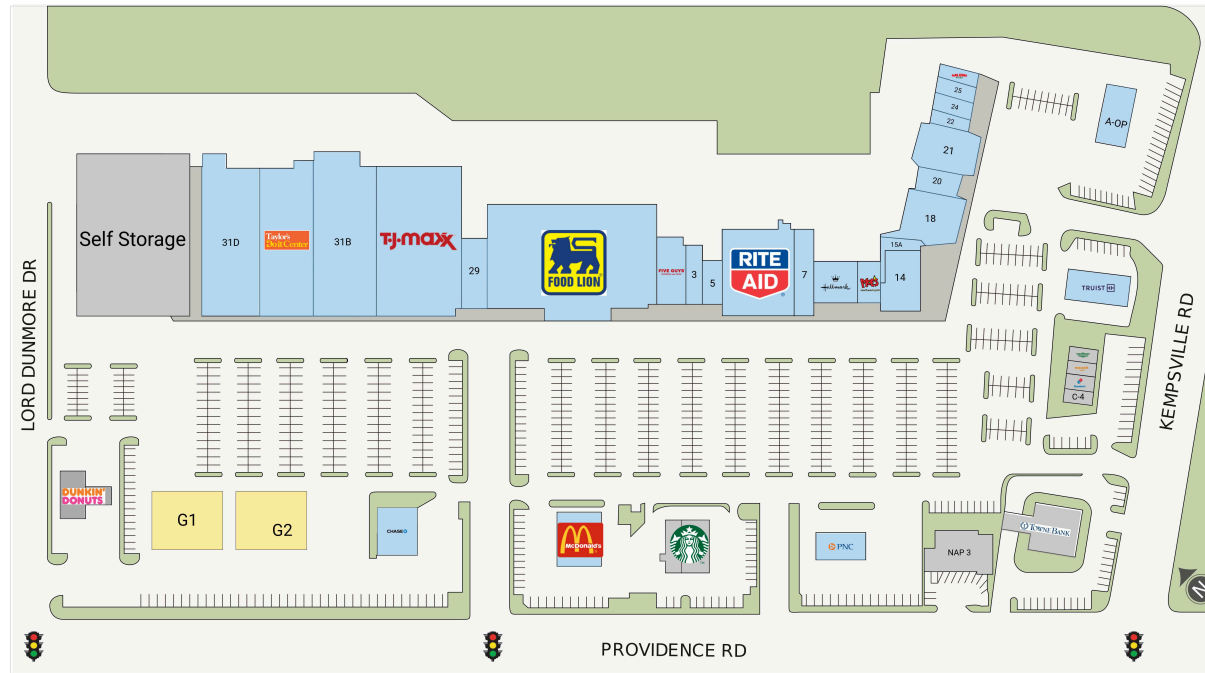 25
24
22
A-OP
21
20
18
15A
14
Self Storage
31D
Taylor's
Do it Center
31B
T·J·maxx
29
FOOD LION
FIVE GUYS
3
5
RITE
AID
7
Hallmark
TRUIST
LORD DUNMORE DR
KEMPSVILLE RD
C-4
DUNKIN'
DONUTS
G1
G2
CHASE
McDonald's
PNC
NAP 3
TOWNE BANK
N
PROVIDENCE RD